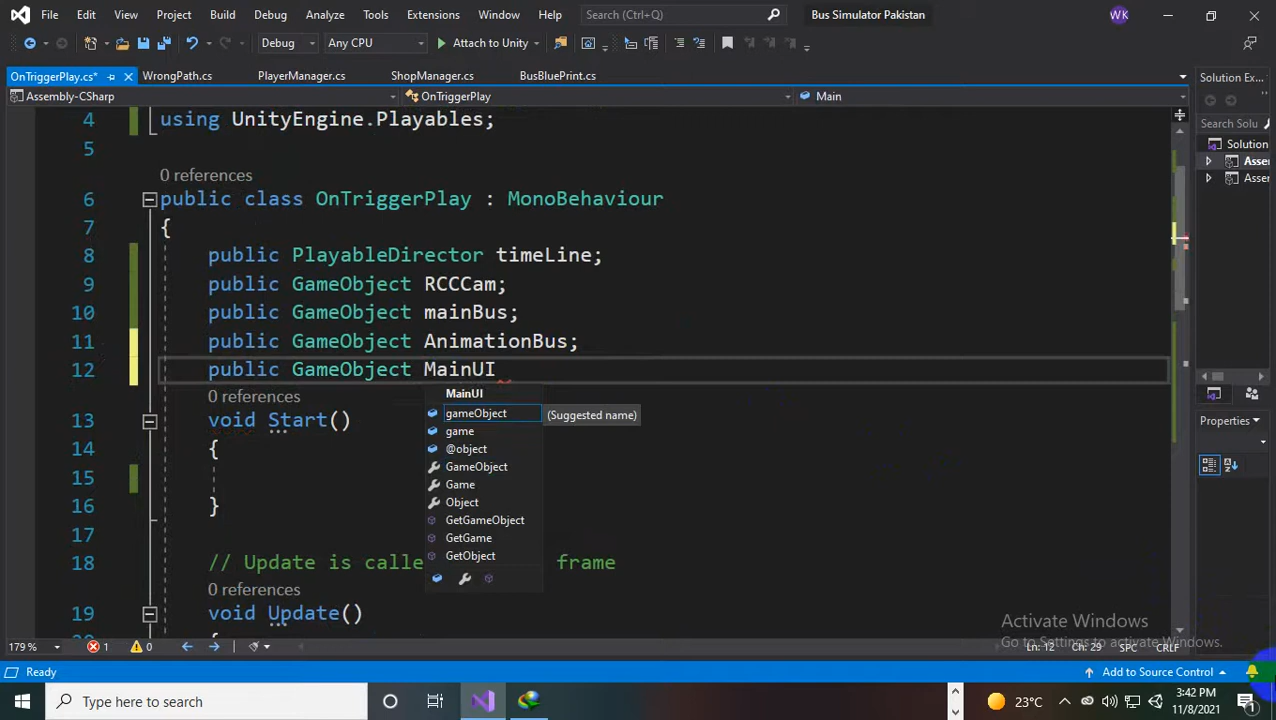 File Edit View Project Build Debug Analyze Tools Extensions Window Help Search (Ctrl+Q) Bus Simulator Pakistan WK
Debug Any CPU Attach to Unity
OnTriggerPlay.cs* WrongPath.cs PlayerManager.cs ShopManager.cs BusBluePrint.cs Solution Ex...
Assembly-CSharp OnTriggerPlay Main
4 using UnityEngine.Playables;
Search Solu
5
Solution
0 references
Asse
6 public class OnTriggerPlay : MonoBehaviour
Asse
7 {
8 public PlayableDirector timeLine;
9 public GameObject RCCCam;
10 public GameObject mainBus;
11 public GameObject AnimationBus;
12 public GameObject MainUI
0 references
MainUI
gameObject (Suggested name)
game
@object
GameObject
Game
Object
GetGameObject
GetGame
GetObject
13 void Start()
14 {
15
16 }
17
18 // Update is calle frame
0 references
19 void Update()
{
Properties
Activate Windows
Go to Settings to activate Windows.
179 % 1 0 Ln: 12 Ch: 29 SPC CRLF
Ready Add to Source Control
Type here to search 23°C 3:42 PM
11/8/2021 1